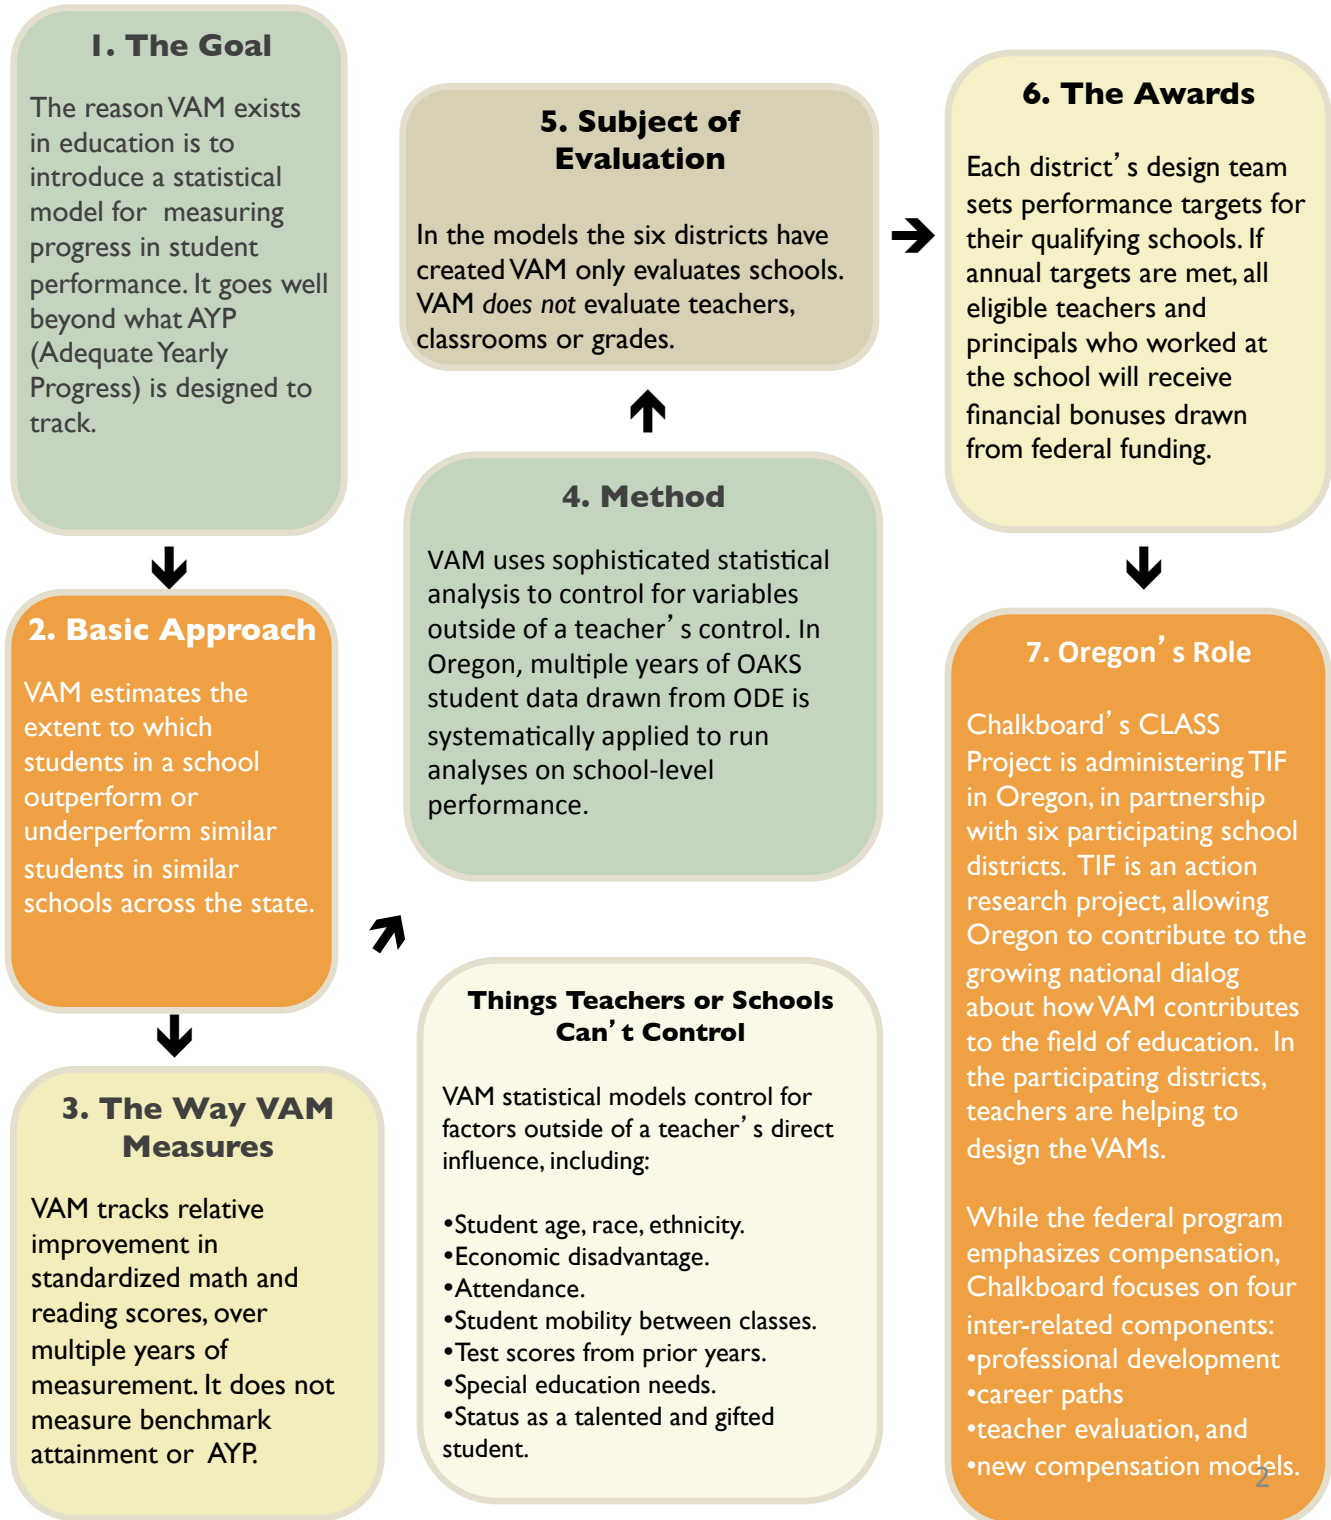 1. The Goal
The reason VAM exists
in education is to
introduce a statistical
model for measuring
progress in student
performance. It goes well
beyond what AYP
(Adequate Yearly
Progress) is designed to
track.
2. Basic Approach
VAM estimates the
extent to which
students in a school
outperform or
underperform similar
students in similar
schools across the state.
3. The Way VAM
Measures
VAM tracks relative
improvement in
standardized math and
reading scores, over
multiple years of
measurement. It does not
measure benchmark
attainment or AYP.
4. Method
VAM uses sophisticated statistical
analysis to control for variables
outside of a teacher's control. In
Oregon, multiple years of OAKS
student data drawn from ODE is
systematically applied to run
analyses on school-level
performance.
Things Teachers or Schools
Can't Control
VAM statistical models control for
factors outside of a teacher's direct
influence, including:
•Student age, race, ethnicity.
•Economic disadvantage.
•Attendance.
•Student mobility between classes.
•Test scores from prior years.
•Special education needs.
•Status as a talented and gifted
student.
5. Subject of
Evaluation
In the models the six districts have
created VAM only evaluates schools.
VAM does not evaluate teachers,
classrooms or grades.
6. The Awards
Each district's design team
sets performance targets for
their qualifying schools. If
annual targets are met, all
eligible teachers and
principals who worked at
the school will receive
financial bonuses drawn
from federal funding.
7. Oregon's Role
Chalkboard's CLASS
Project is administering TIF
in Oregon, in partnership
with six participating school
districts. TIF is an action
research project, allowing
Oregon to contribute to the
growing national dialog
about how VAM contributes
to the field of education. In
the participating districts,
teachers are helping to
design the VAMs.
While the federal program
emphasizes compensation,
Chalkboard focuses on four
inter-related components:
•professional development
•career paths
•teacher evaluation, and
•new compensation models.
2